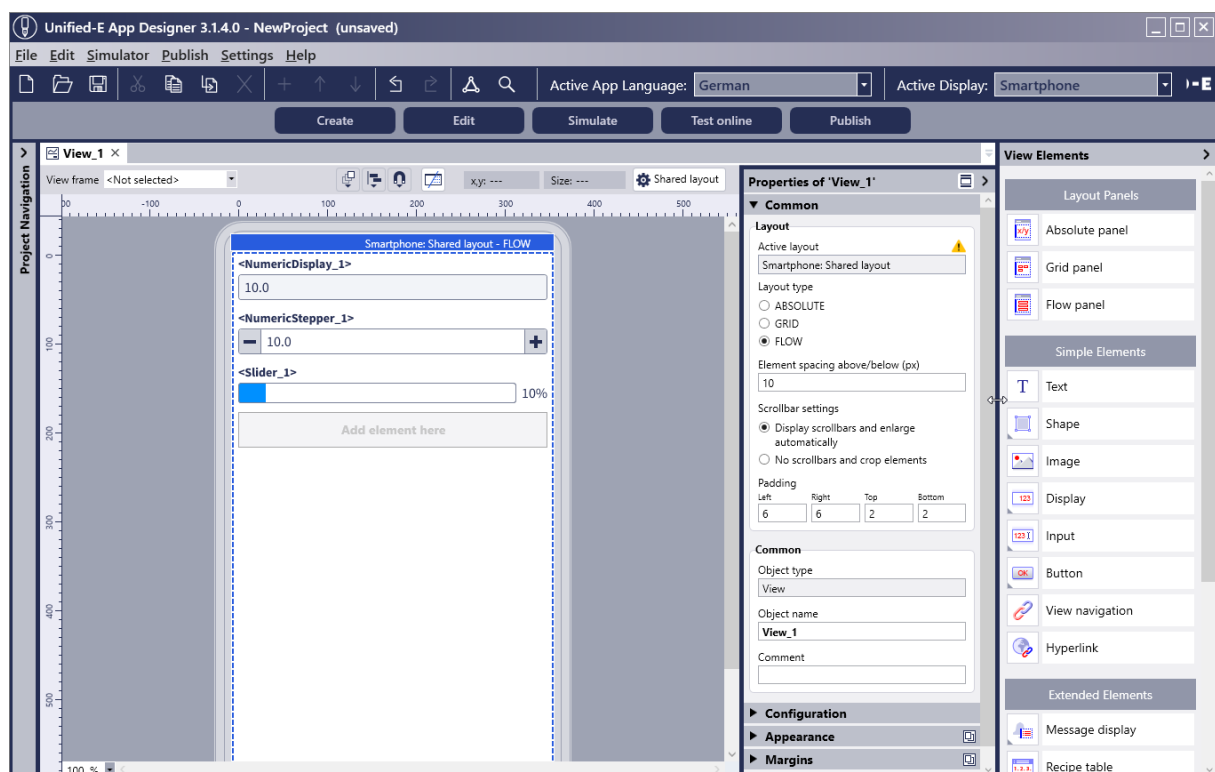 Unified-E App Designer 3.1.4.0 - NewProject (unsaved)
File Edit Simulator Publish Settings Help
Active App Language: German Active Display: Smartphone
Create Edit Simulate Test online Publish
Project Navigation
View_1
View frame <Not selected> x,y: --- Size: --- Shared layout
-100 0 100 200 300 400 500
0
100
200
300
400
500
Smartphone: Shared layout - FLOW
<NumericDisplay_1>
10.0
<NumericStepper_1>
10.0
<Slider_1>
10%
Add element here
100 %
Properties of 'View_1'
Common
Layout
Active layout
Smartphone: Shared layout
Layout type
ABSOLUTE
GRID
FLOW
Element spacing above/below (px)
10
Scrollbar settings
Display scrollbars and enlarge
automatically
No scrollbars and crop elements
Padding
Left Right Top Bottom
6 6 2 2
Common
Object type
View
Object name
View_1
Comment
Configuration
Appearance
Margins
View Elements
Layout Panels
x/y Absolute panel
Grid panel
Flow panel
Simple Elements
T Text
Shape
Image
123 Display
123 Input
OK Button
View navigation
Hyperlink
Extended Elements
Message display
1.2.3. Recipe table